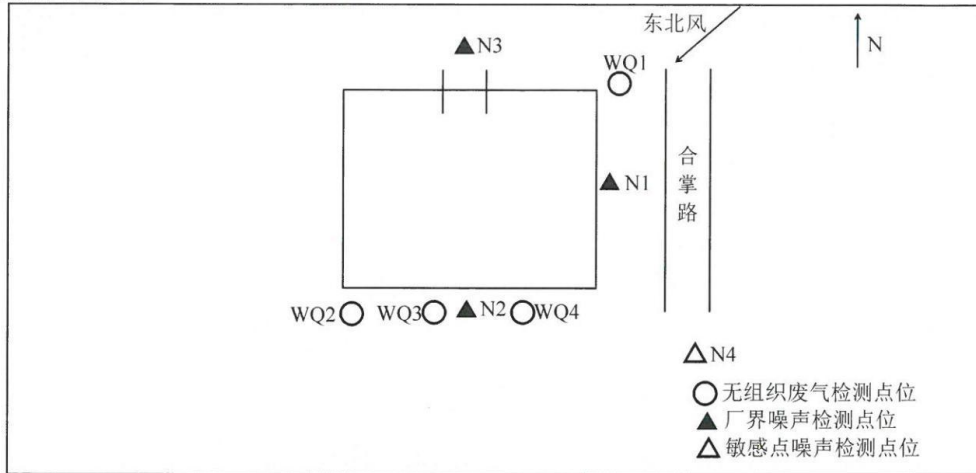 东北风
N
N3
WQ1
N1
合掌路
WQ2
WQ3
N2
WQ4
N4
无组织废气检测点位
厂界噪声检测点位
敏感点噪声检测点位